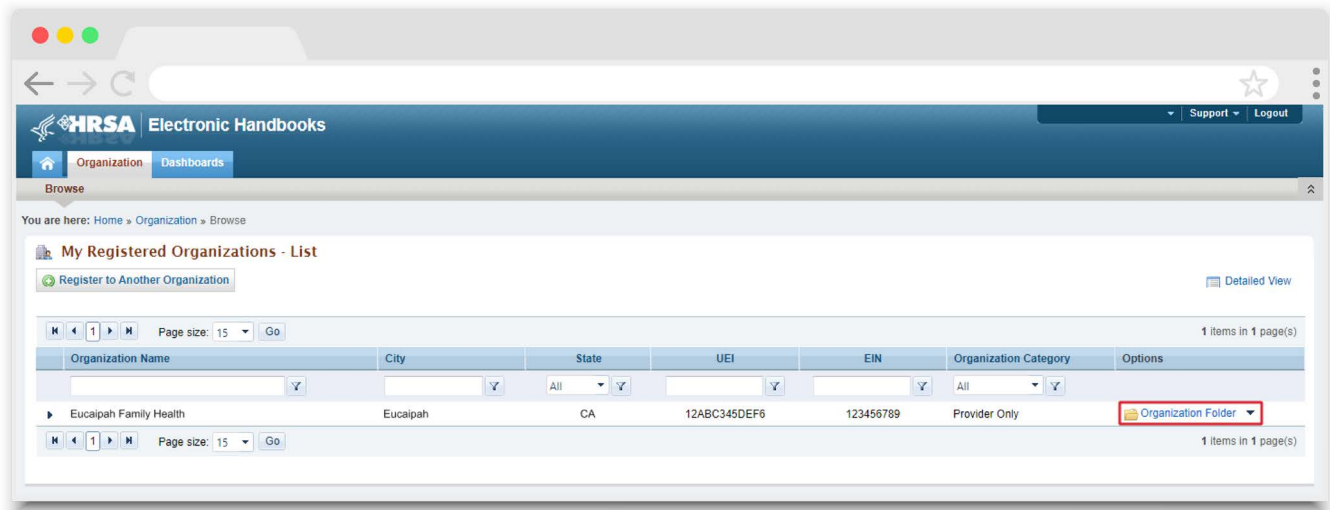 Support Logout
HRSA Electronic Handbooks
Organization Dashboards
Browse
You are here: Home » Organization » Browse
My Registered Organizations - List
Register to Another Organization Detailed View
1 Page size: 15 Go 1 items in 1 page(s)
Organization Name City State UEI EIN Organization Category Options
All All
Eucaipah Family Health Eucaipah CA 12ABC345DEF6 123456789 Provider Only Organization Folder
1 Page size: 15 Go 1 items in 1 page(s)